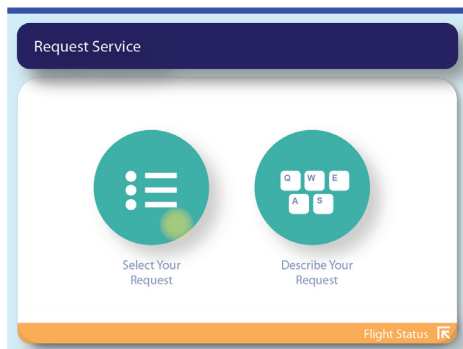 Request Service
Q W E
A S
Select Your
Request
Describe Your
Request
Flight Status